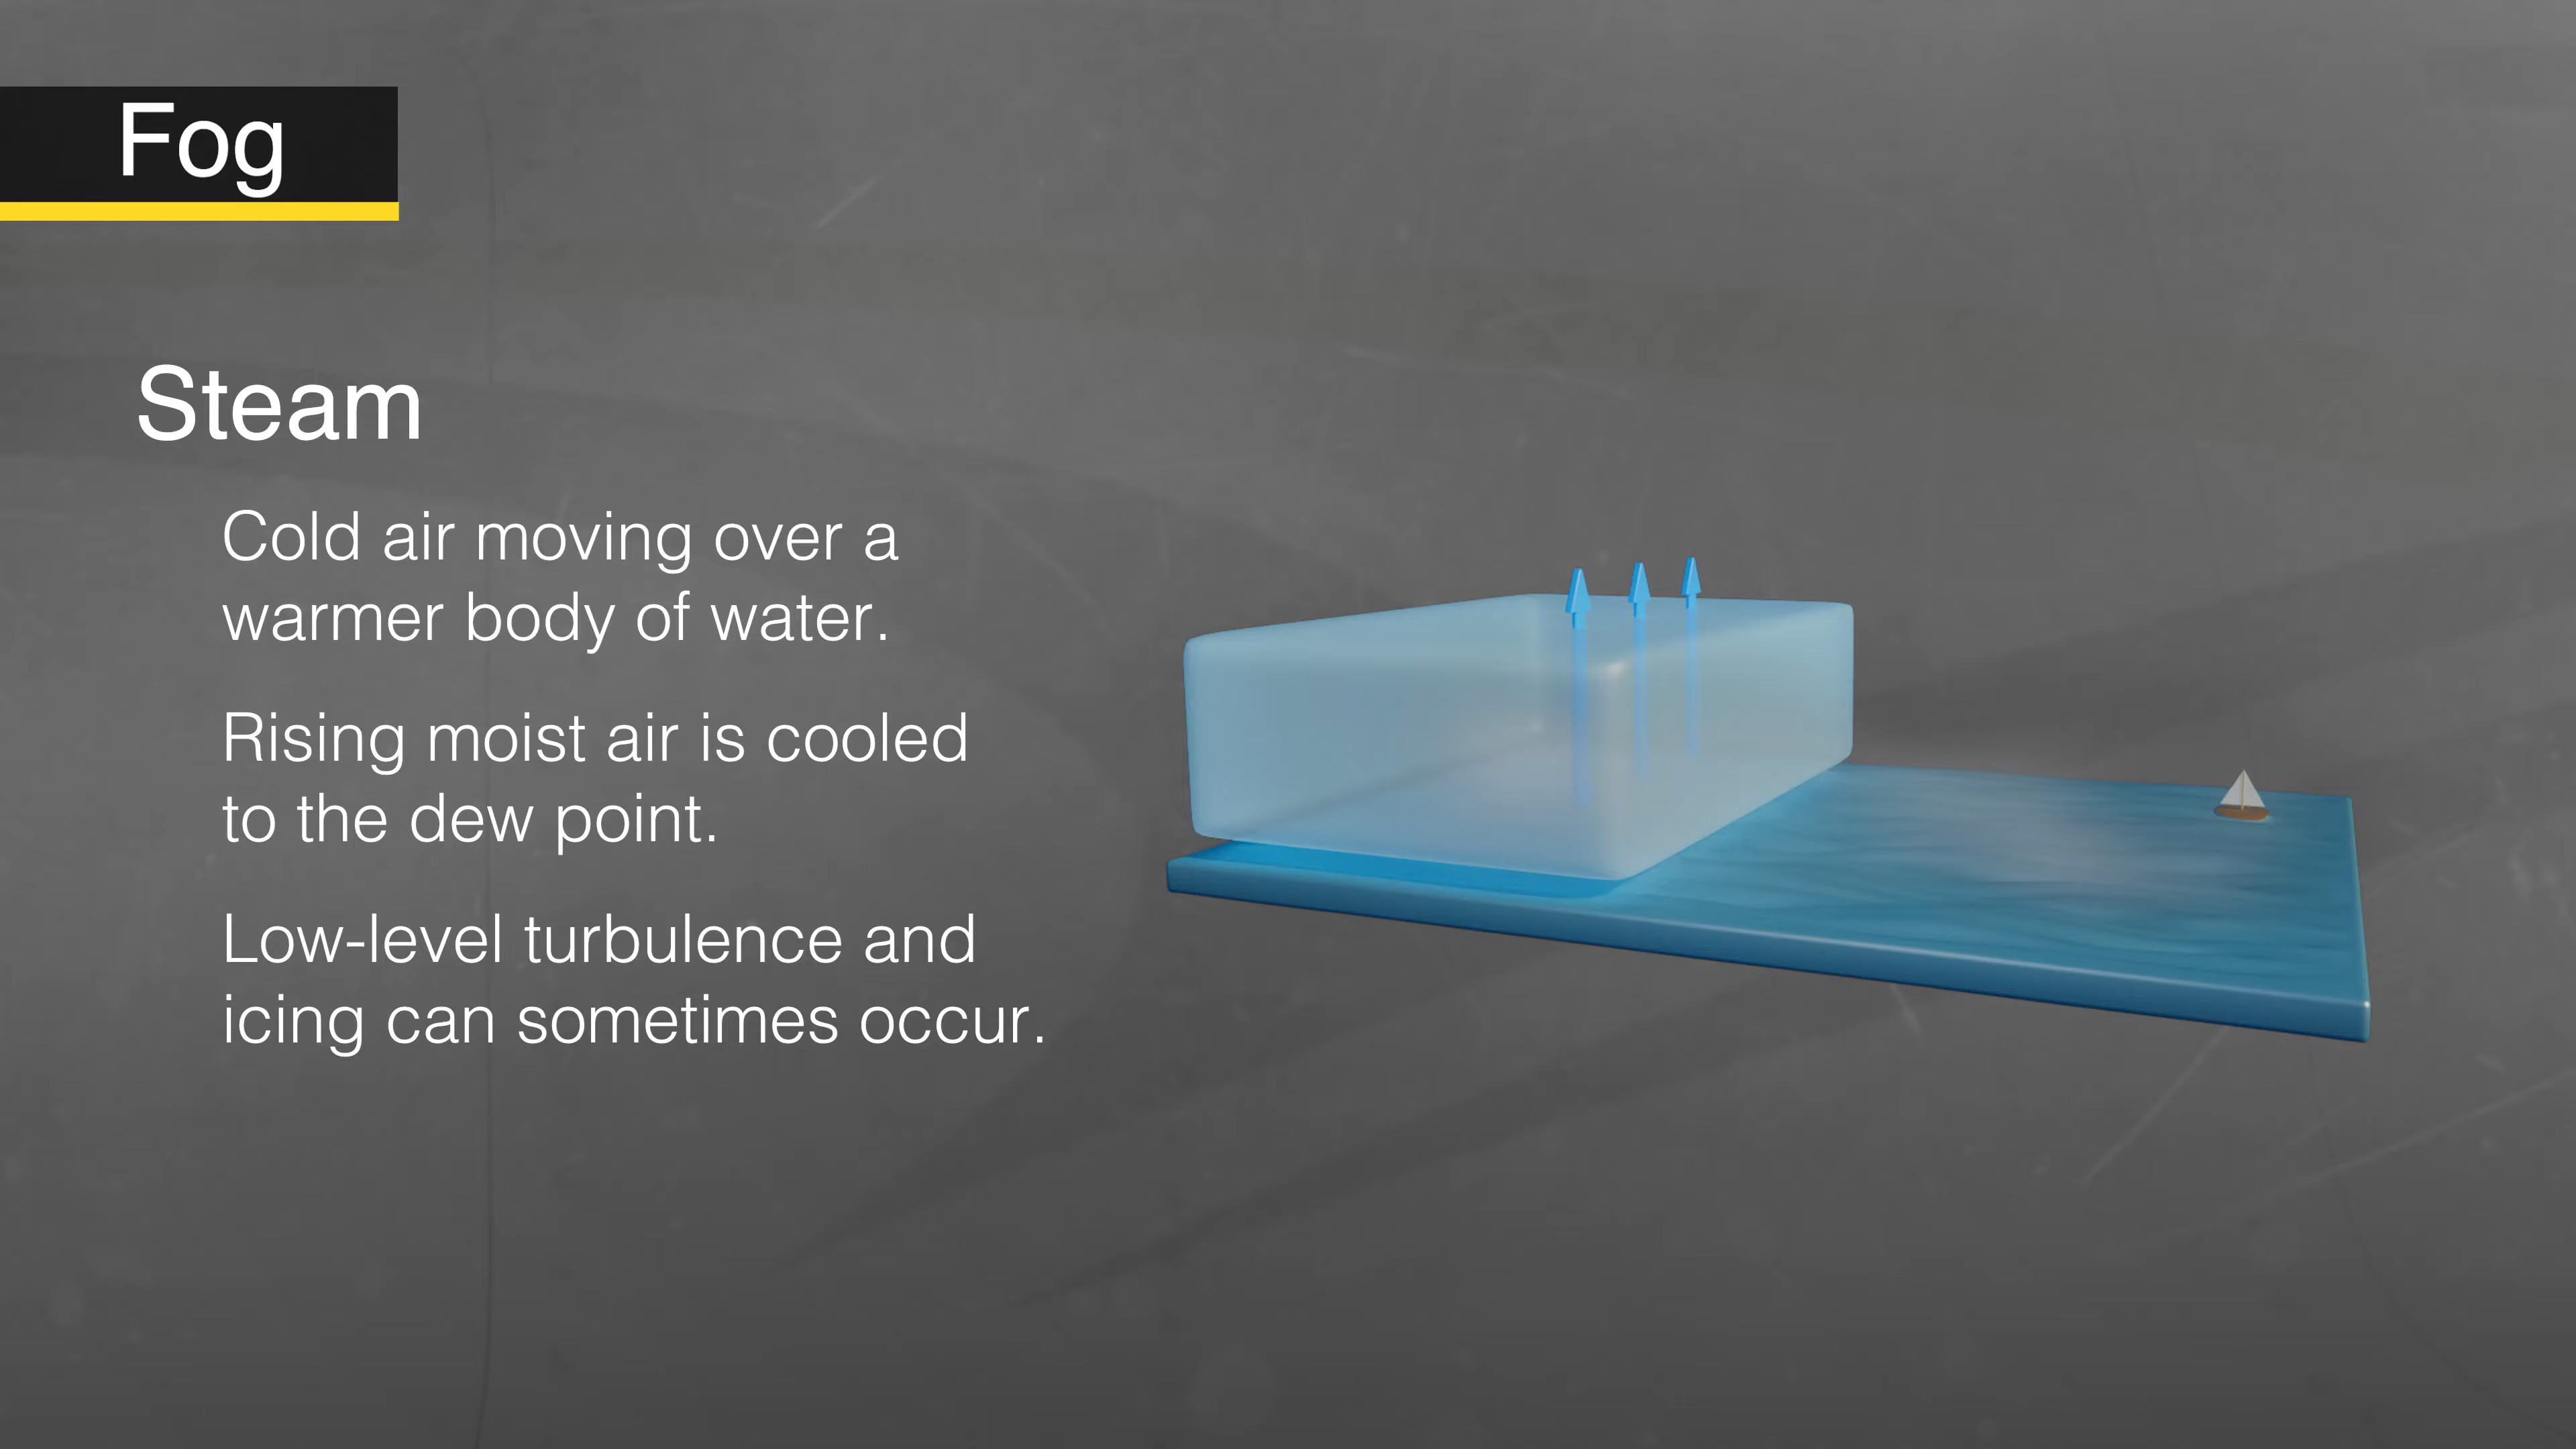 Fog
Steam
Cold air moving over a
warmer body of water.
Rising moist air is cooled
to the dew point.
Low-level turbulence and
icing can sometimes occur.